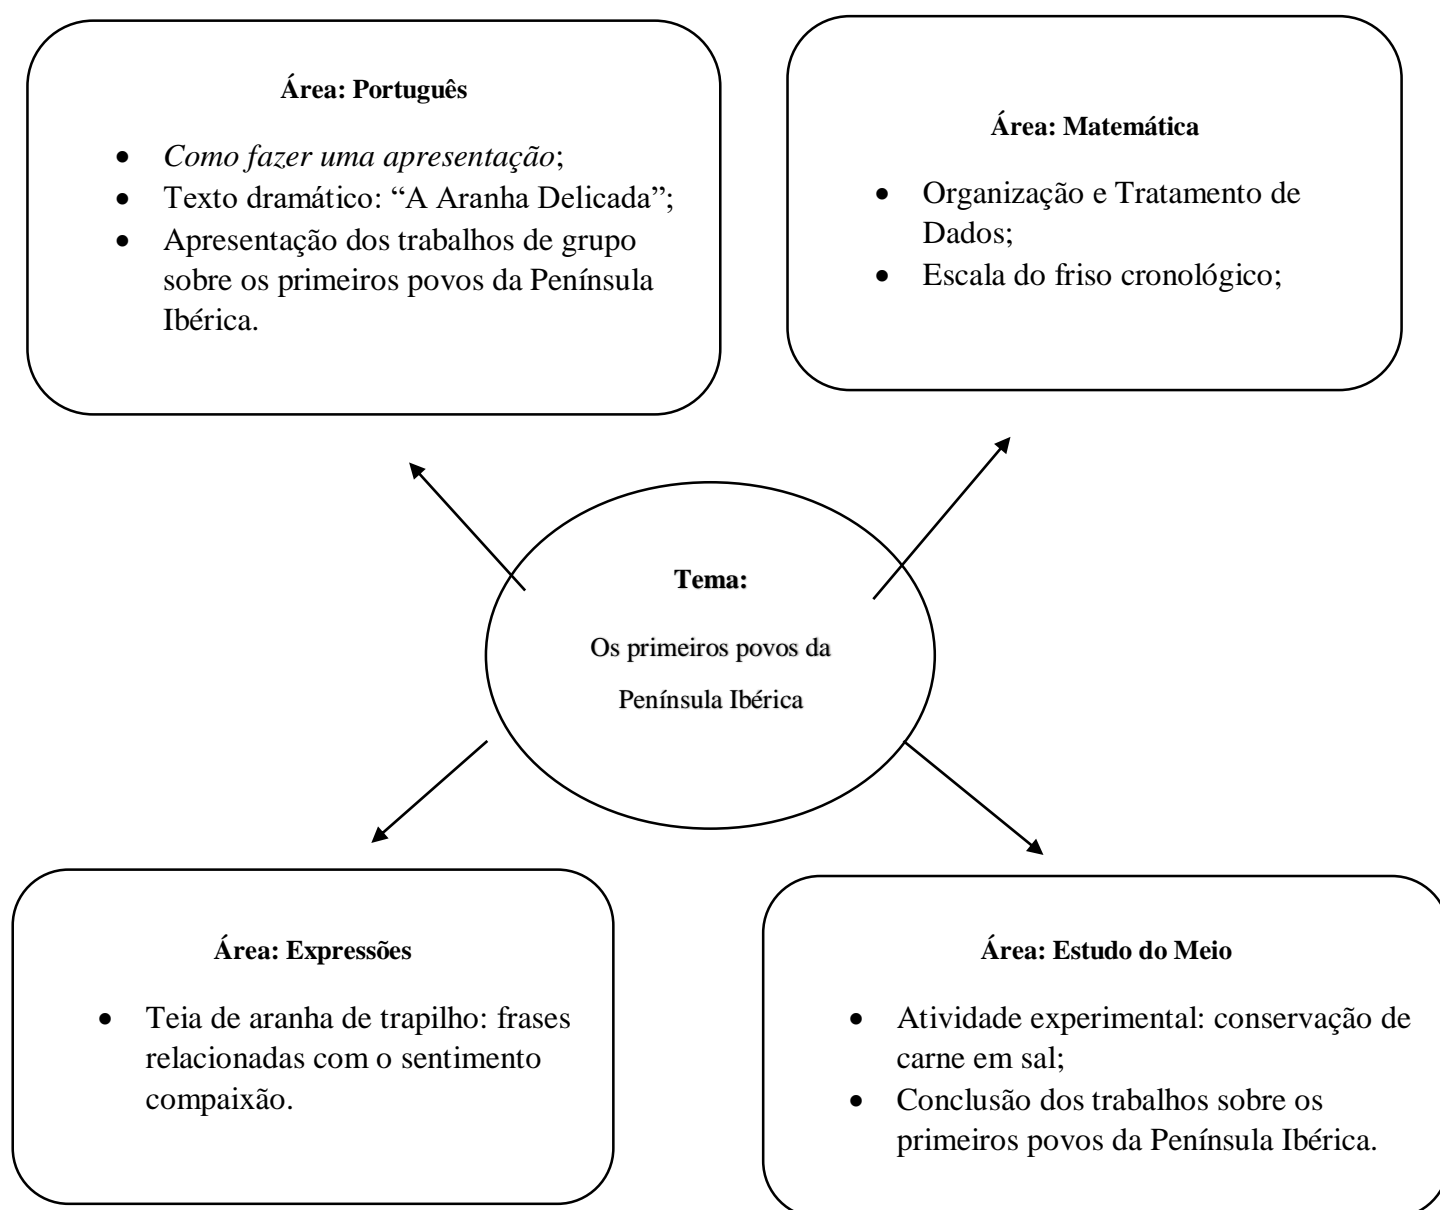 Área: Português
• Como fazer uma apresentação;
• Texto dramático: “A Aranha Delicada”;
• Apresentação dos trabalhos de grupo
sobre os primeiros povos da Península
Ibérica.
Área: Matemática
• Organização e Tratamento de
Dados;
• Escala do friso cronológico;
Tema:
Os primeiros povos da
Península Ibérica
Área: Expressões
• Teia de aranha de trapilho: frases
relacionadas com o sentimento
compaixão.
Área: Estudo do Meio
• Atividade experimental: conservação de
carne em sal;
• Conclusão dos trabalhos sobre os
primeiros povos da Península Ibérica.